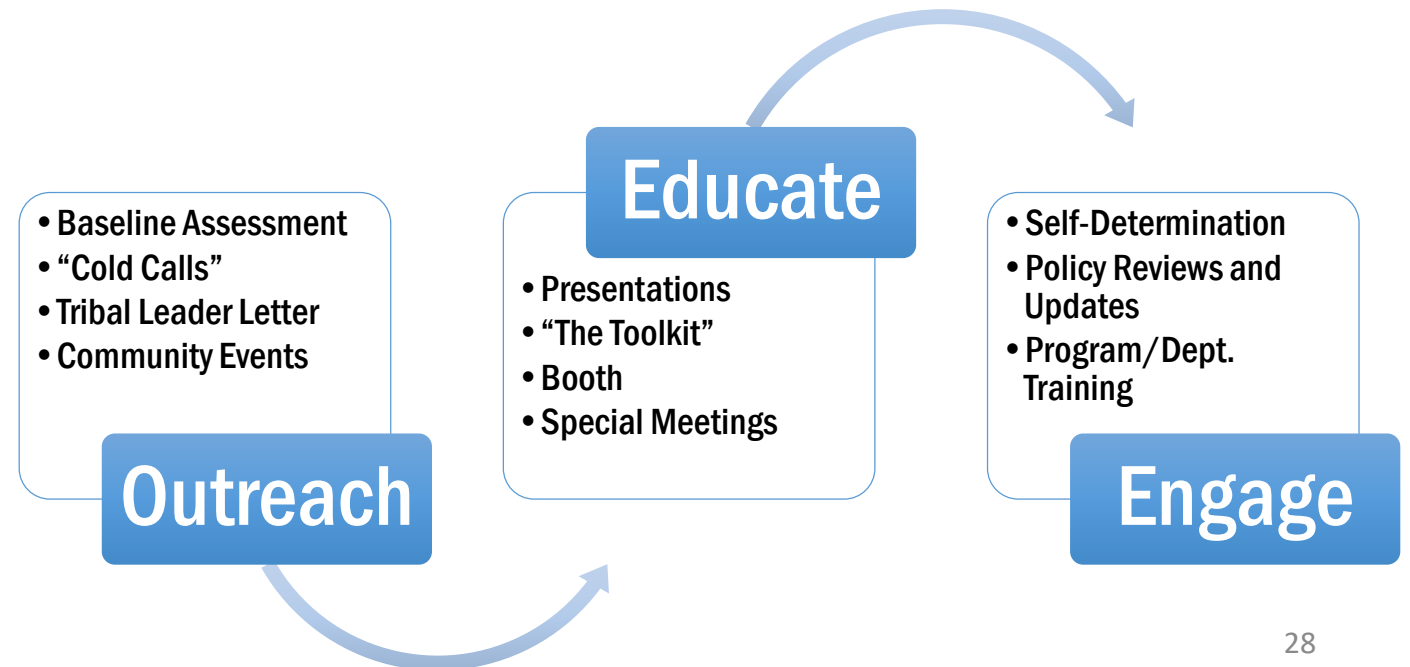 • Baseline Assessment
• “Cold Calls”
• Tribal Leader Letter
• Community Events
Outreach
Educate
• Presentations
• “The Toolkit”
• Booth
• Special Meetings
• Self-Determination
• Policy Reviews and
Updates
• Program/Dept.
Training
Engage
28